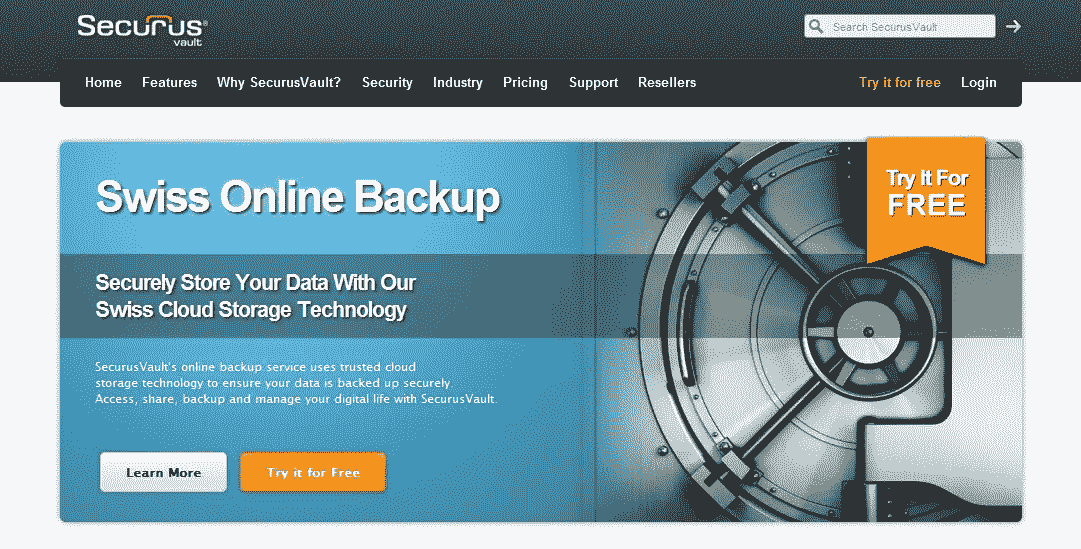 Securus®
vault
Search SecurusVault
Home Features Why SecurusVault? Security Industry Pricing Support Resellers Try it for free Login
Swiss Online Backup
Try It For
FREE
Securely Store Your Data With Our
Swiss Cloud Storage Technology
SecurusVault's online backup service uses trusted cloud
storage technology to ensure your data is backed up securely.
Access, share, backup and manage your digital life with SecurusVault.
Learn More Try it for Free